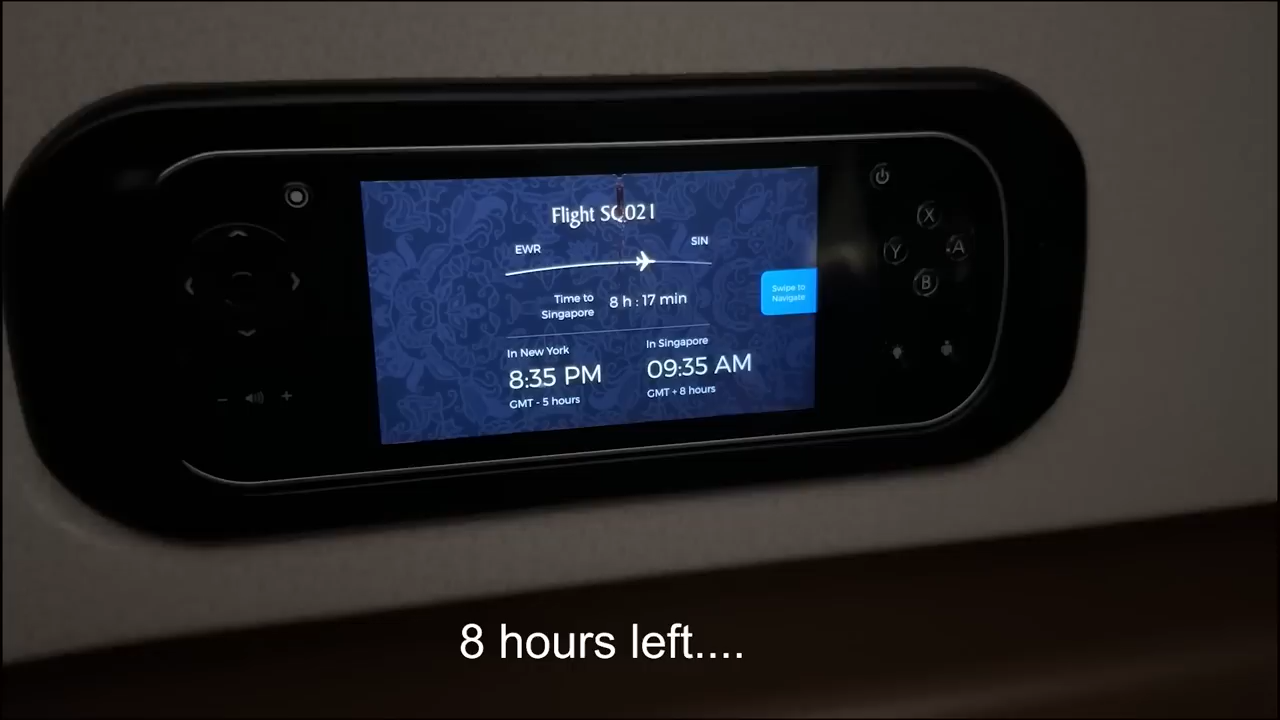 Flight SQ021
EWR
SIN
Time to
Singapore
8 h : 17 min
Swipe to
Navigate
In New York
8:35 PM
GMT - 5 hours
In Singapore
09:35 AM
GMT + 8 hours
X
Y
A
B
- +
8 hours left....